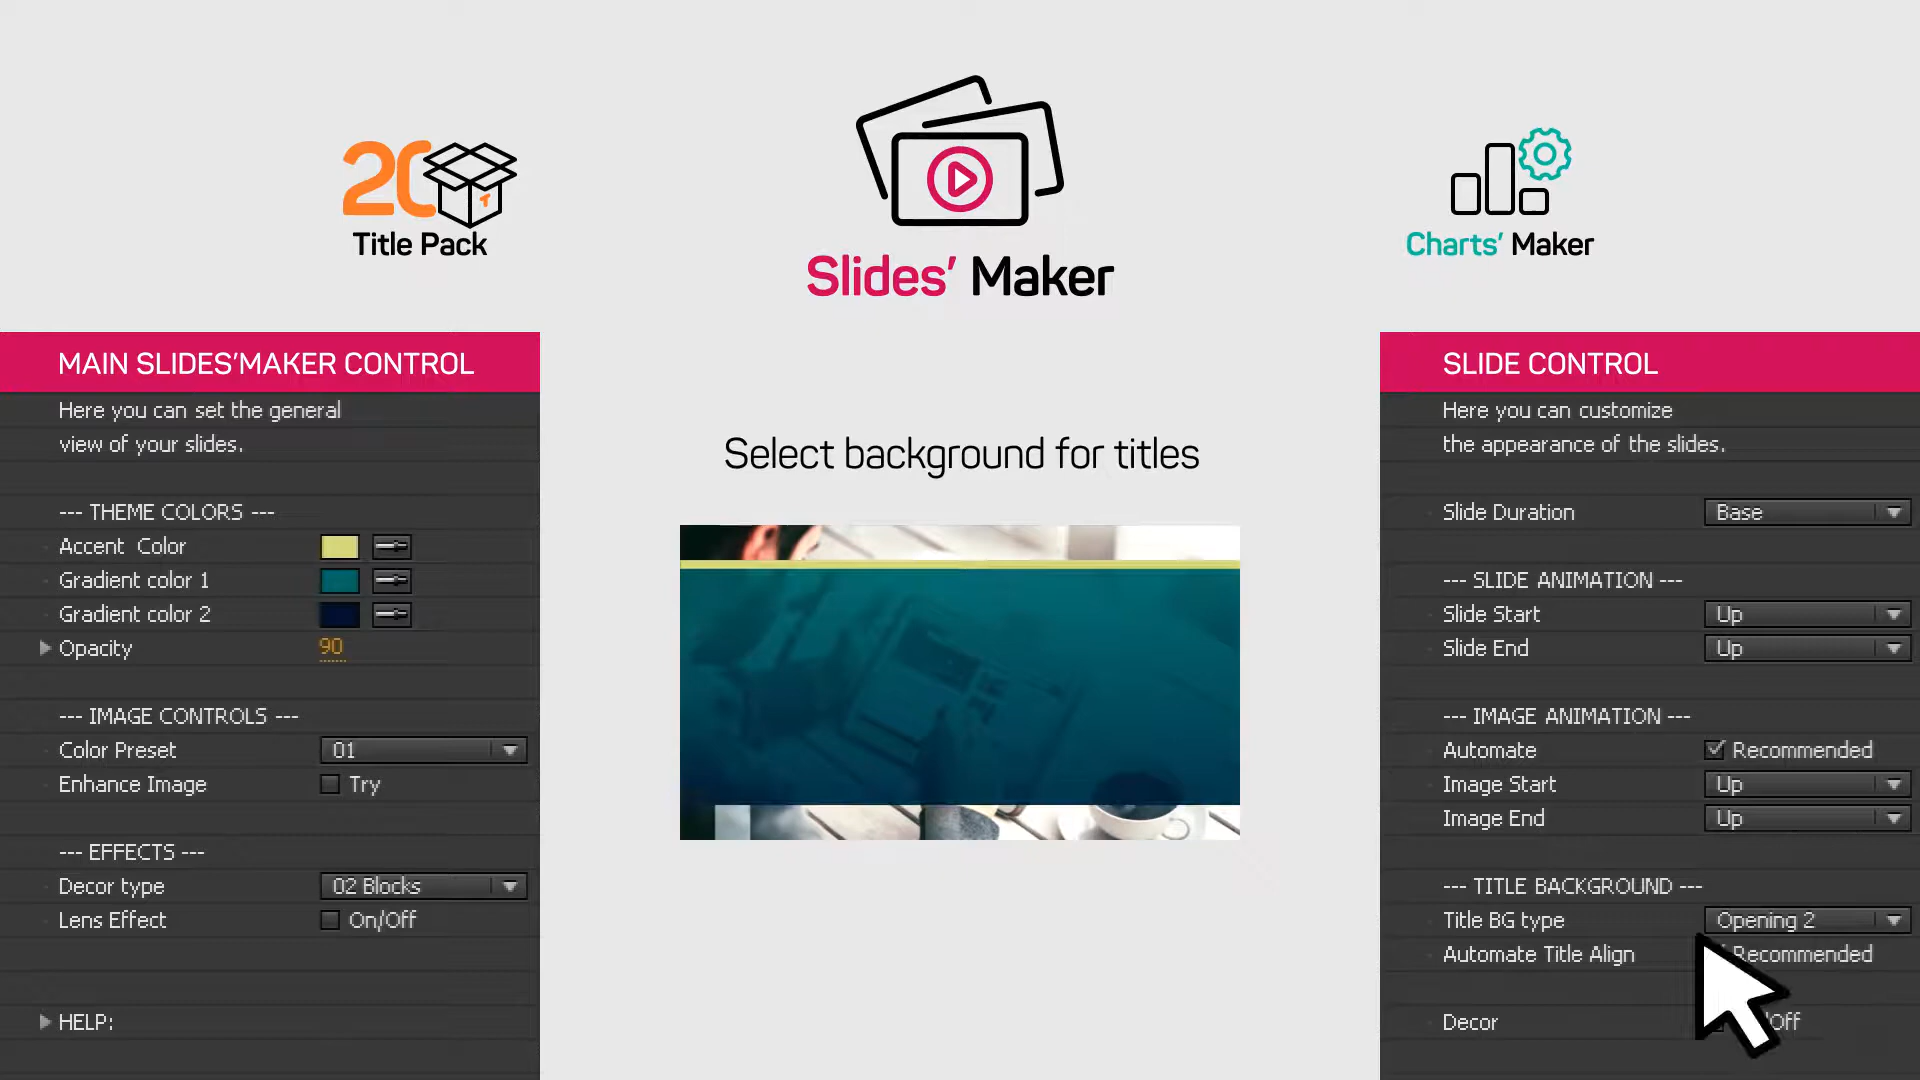 20
Title Pack
Slides' Maker
Charts' Maker
MAIN SLIDES'MAKER CONTROL
Here you can set the general
view of your slides.
--- THEME COLORS ---
Accent Color
Gradient color 1
Gradient color 2
Opacity 90
--- IMAGE CONTROLS ---
Color Preset 01
Enhance Image Try
--- EFFECTS ---
Decor type 02 Blocks
Lens Effect On/Off
HELP:
Select background for titles
SLIDE CONTROL
Here you can customize
the appearance of the slides.
Slide Duration Base
--- SLIDE ANIMATION ---
Slide Start Up
Slide End Up
--- IMAGE ANIMATION ---
Automate Recommended
Image Start Up
Image End Up
--- TITLE BACKGROUND ---
Title BG type Opening 2
Automate Title Align Recommended
Decor